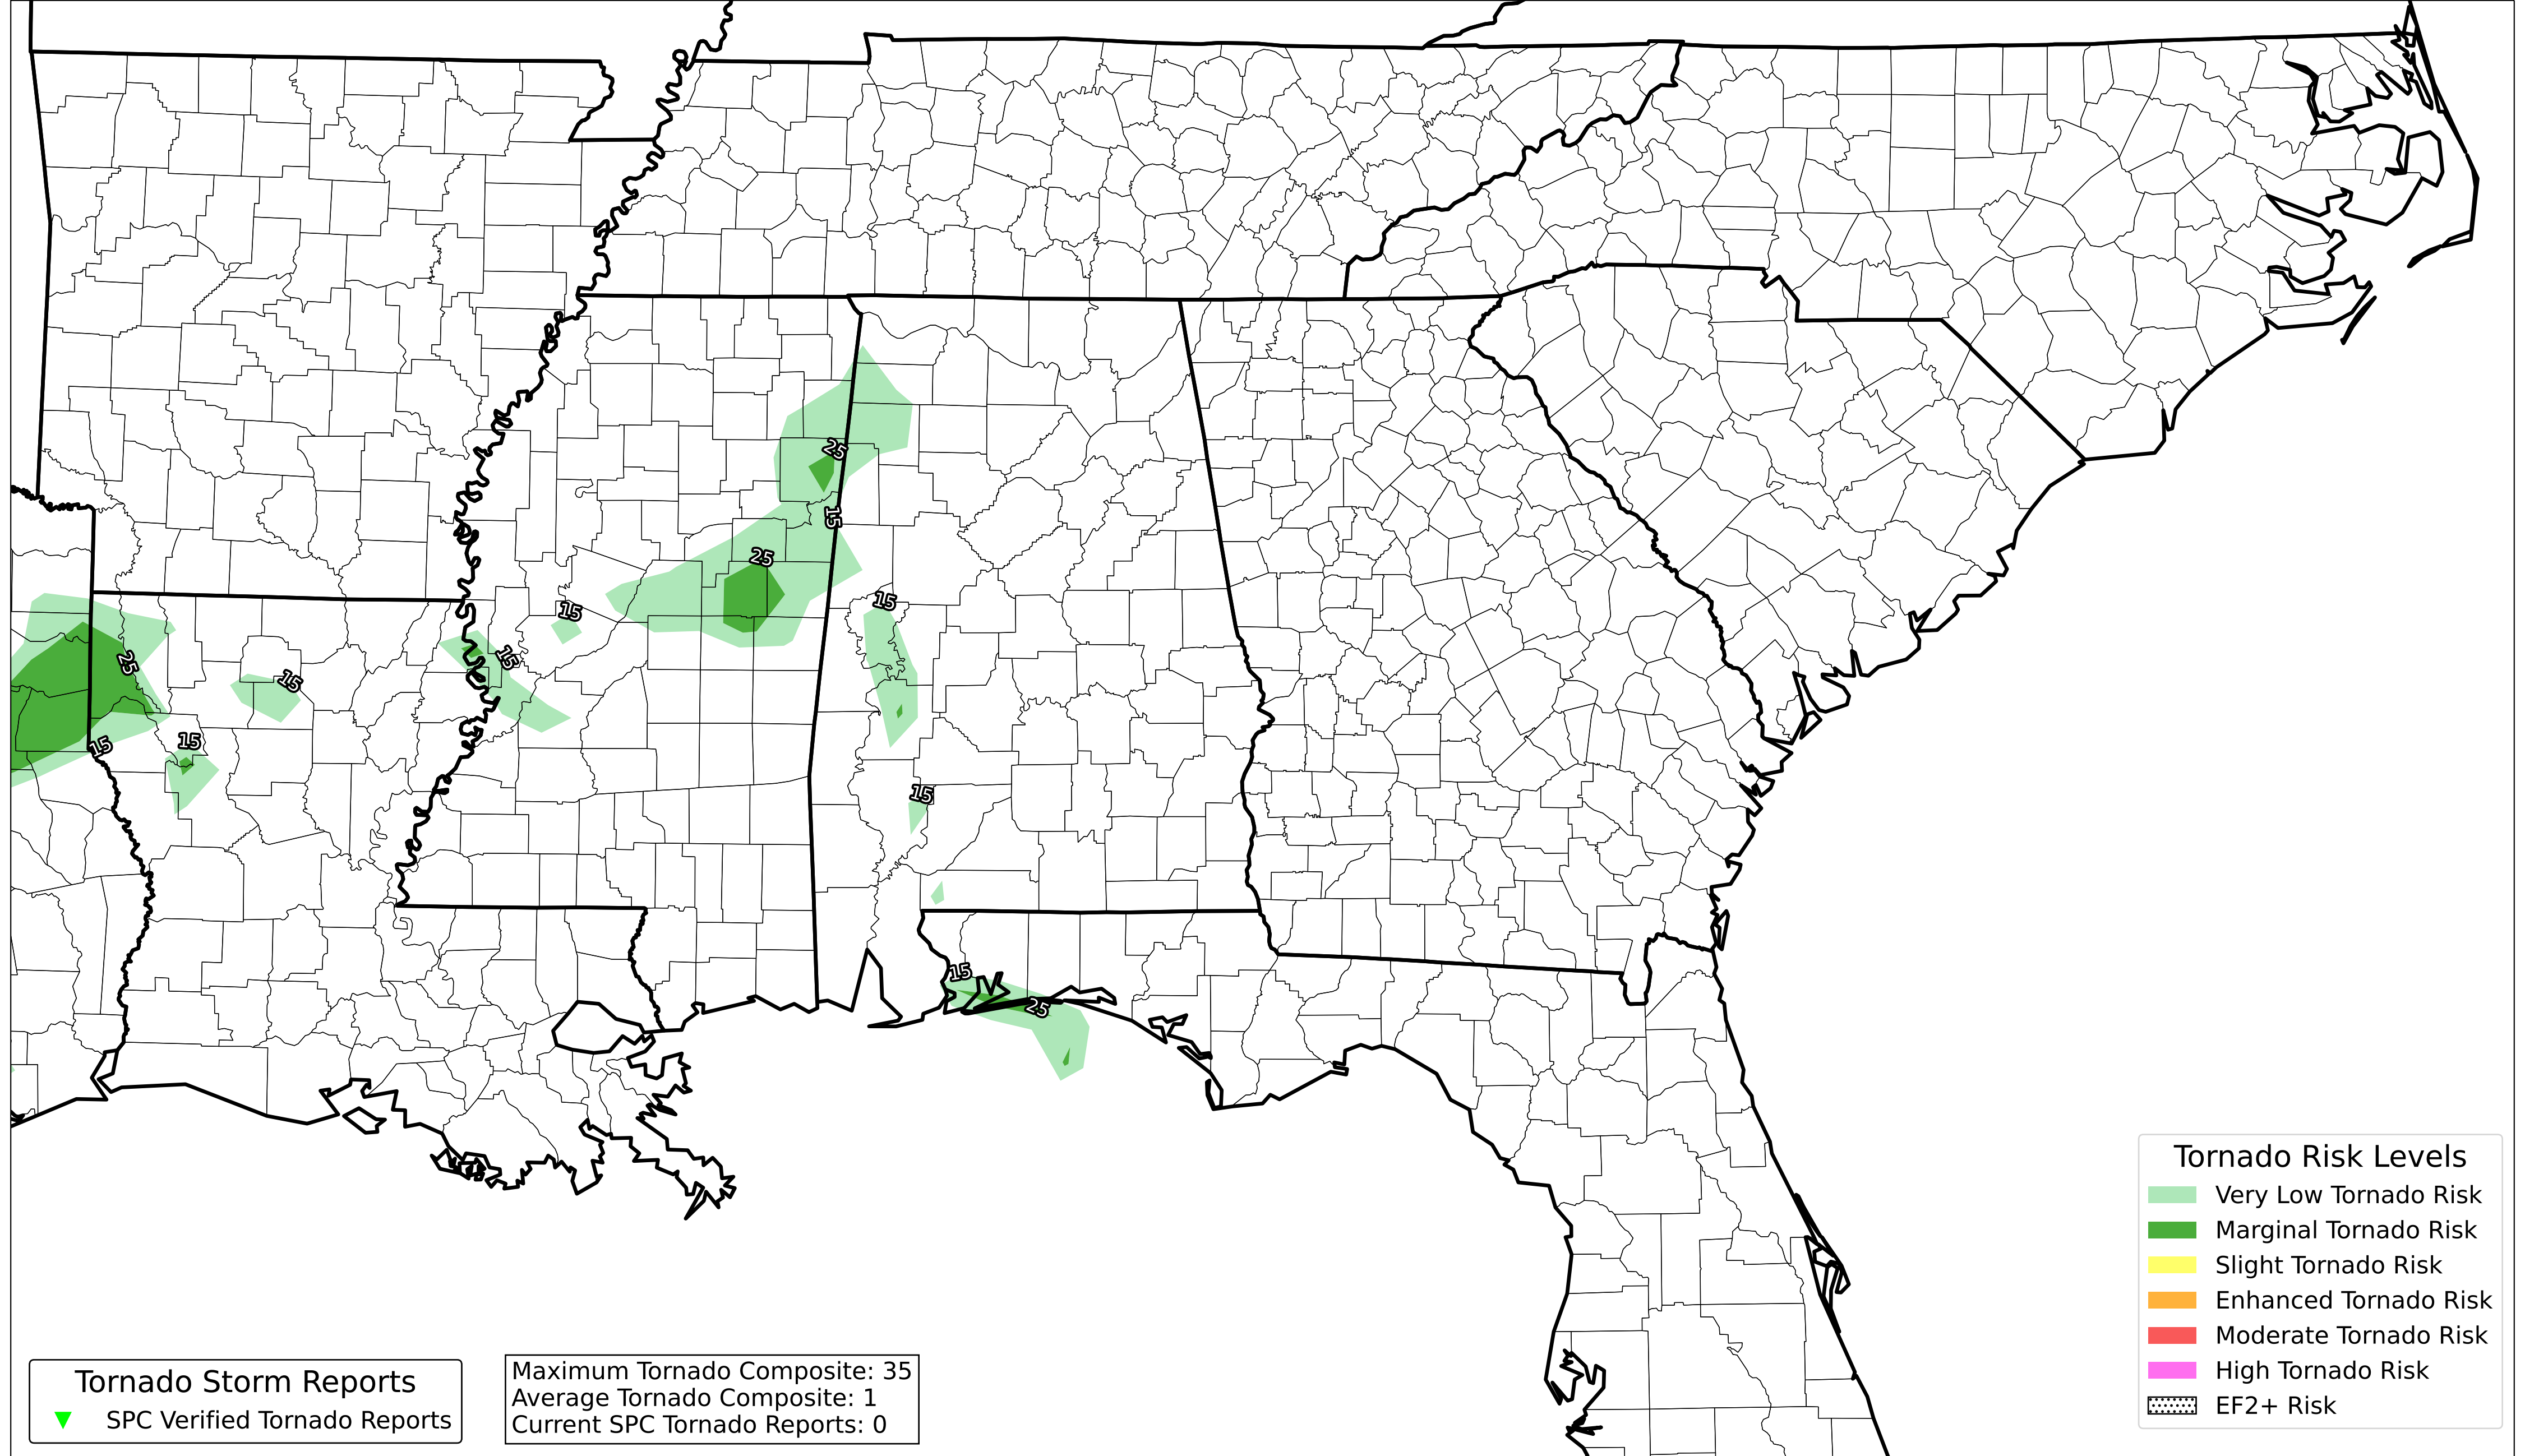 25
15
25
15
15
15
25
15
15
15
15
15
25
Tornado Risk Levels
Very Low Tornado Risk
Marginal Tornado Risk
Slight Tornado Risk
Enhanced Tornado Risk
Moderate Tornado Risk
High Tornado Risk
EF2+ Risk
Tornado Storm Reports
SPC Verified Tornado Reports
Maximum Tornado Composite: 35
Average Tornado Composite: 1
Current SPC Tornado Reports: 0